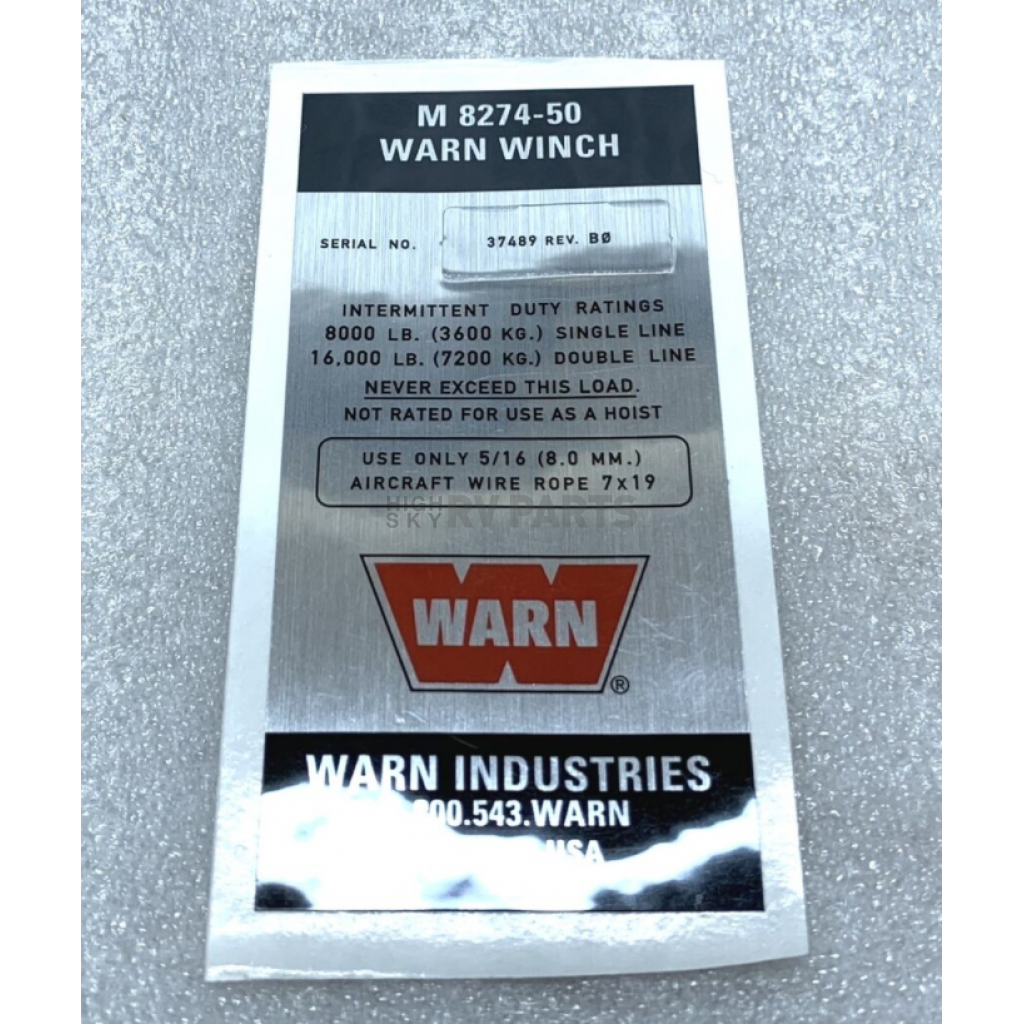 M 8274-50
WARN WINCH
SERIAL NO. 37489 REV. BØ
INTERMITTENT DUTY RATINGS
8000 LB. (3600 KG.) SINGLE LINE
16,000 LB. (7200 KG.) DOUBLE LINE
NEVER EXCEED THIS LOAD.
NOT RATED FOR USE AS A HOIST
USE ONLY 5/16 (8.0 MM.)
AIRCRAFT WIRE ROPE 7x19
HIGH SKY RV PARTS
WARN
®
WARN INDUSTRIES
00.543.WARN
USA